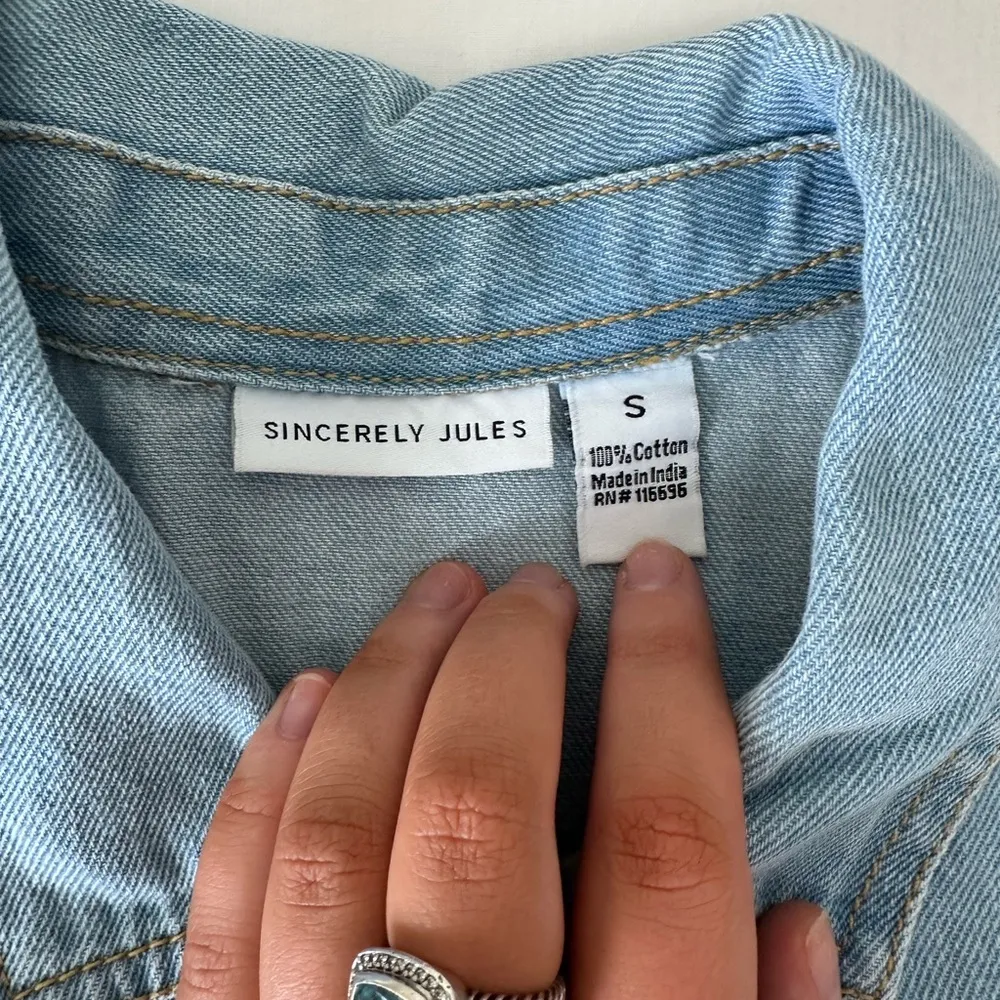 SINCERELY JULES
S
100% Cotton
Made in India
RN# 116696